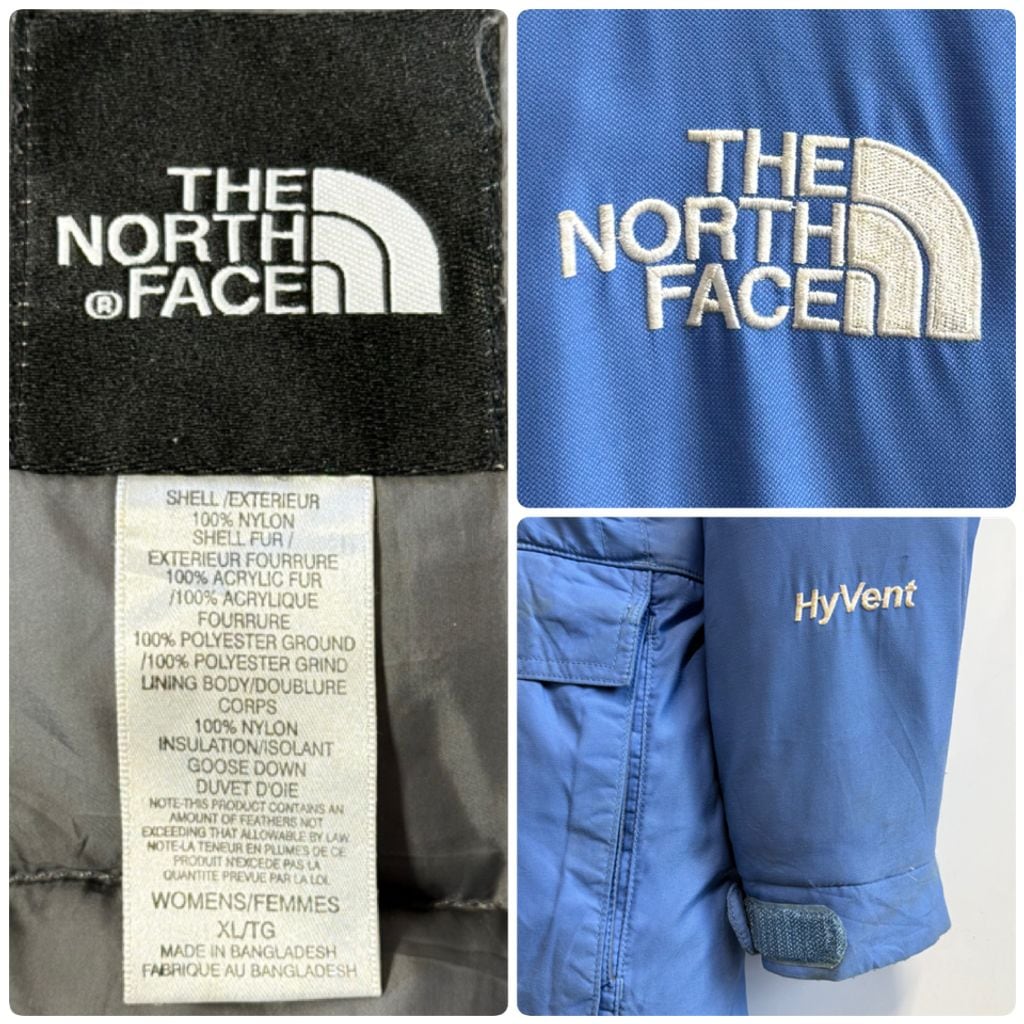 THE
NORTH
®FACE
SHELL /EXTERIEUR
100% NYLON
SHELL FUR /
EXTERIEUR FOURRURE
100% ACRYLIC FUR
/100% ACRYLIQUE
FOURRURE
100% POLYESTER GROUND
/100% POLYESTER GRIND
LINING BODY/DOUBLURE
CORPS
100% NYLON
INSULATION/ISOLANT
GOOSE DOWN
DUVET D'OIE
NOTE-THIS PRODUCT CONTAINS AN
AMOUNT OF FEATHERS NOT
EXCEEDING THAT ALLOWABLE BY LAW.
NOTE-LA TENEUR EN PLUMES DE CE
PRODUIT N'EXCEDE PAS LA
QUANTITE PREVUE PAR LA LOI.
WOMENS/FEMMES
XL/TG
MADE IN BANGLADESH
FABRIQUE AU BANGLADESH
THE
NORTH
FACE
HyVent